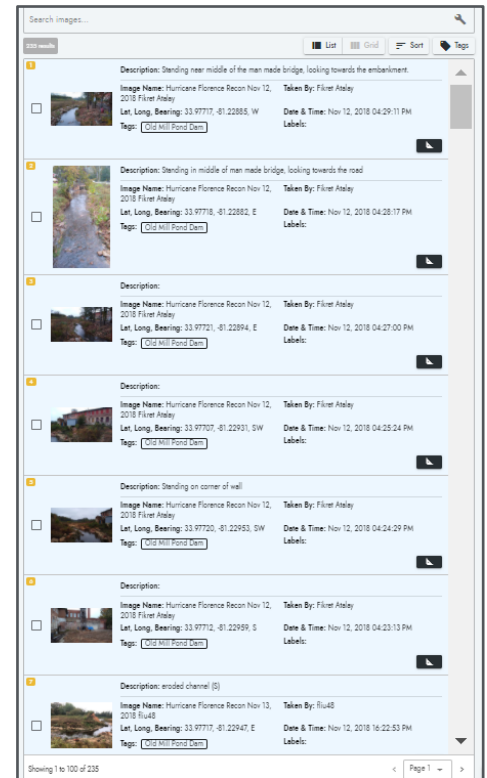 Search images...
235 results
List Grid Sort Tags
1
Description: Standing near middle of the man made bridge, looking towards the embankment.
Image Name: Hurricane Florence Recon Nov 12, Taken By: Fikret Atalay
2018 Fikret Atalay
Lat, Long, Bearing: 33.97717, -81.22885, W Date & Time: Nov 12, 2018 04:29:11 PM
Tags: Old Mill Pond Dam Labels:
2
Description: Standing in middle of man made bridge, looking towards the road
Image Name: Hurricane Florence Recon Nov 12, Taken By: Fikret Atalay
2018 Fikret Atalay
Lat, Long, Bearing: 33.97718, -81.22882, E Date & Time: Nov 12, 2018 04:28:17 PM
Tags: Old Mill Pond Dam Labels:
3
Description:
Image Name: Hurricane Florence Recon Nov 12, Taken By: Fikret Atalay
2018 Fikret Atalay
Lat, Long, Bearing: 33.97721, -81.22894, E Date & Time: Nov 12, 2018 04:27:00 PM
Tags: Old Mill Pond Dam Labels:
4
Description:
Image Name: Hurricane Florence Recon Nov 12, Taken By: Fikret Atalay
2018 Fikret Atalay
Lat, Long, Bearing: 33.97707, -81.22931, SW Date & Time: Nov 12, 2018 04:25:24 PM
Tags: Old Mill Pond Dam Labels:
5
Description: Standing on corner of wall
Image Name: Hurricane Florence Recon Nov 12, Taken By: Fikret Atalay
2018 Fikret Atalay
Lat, Long, Bearing: 33.97720, -81.22953, SW Date & Time: Nov 12, 2018 04:24:29 PM
Tags: Old Mill Pond Dam Labels:
6
Description:
Image Name: Hurricane Florence Recon Nov 12, Taken By: Fikret Atalay
2018 Fikret Atalay
Lat, Long, Bearing: 33.97712, -81.22959, S Date & Time: Nov 12, 2018 04:23:13 PM
Tags: Old Mill Pond Dam Labels:
7
Description: eroded channel (S)
Image Name: Hurricane Florence Recon Nov 13, Taken By: fliu48
2018 fliu48
Lat, Long, Bearing: 33.97717, -81.22947, E Date & Time: Nov 12, 2018 16:22:53 PM
Tags: Old Mill Pond Dam Labels:
Showing 1 to 100 of 235 Page 1